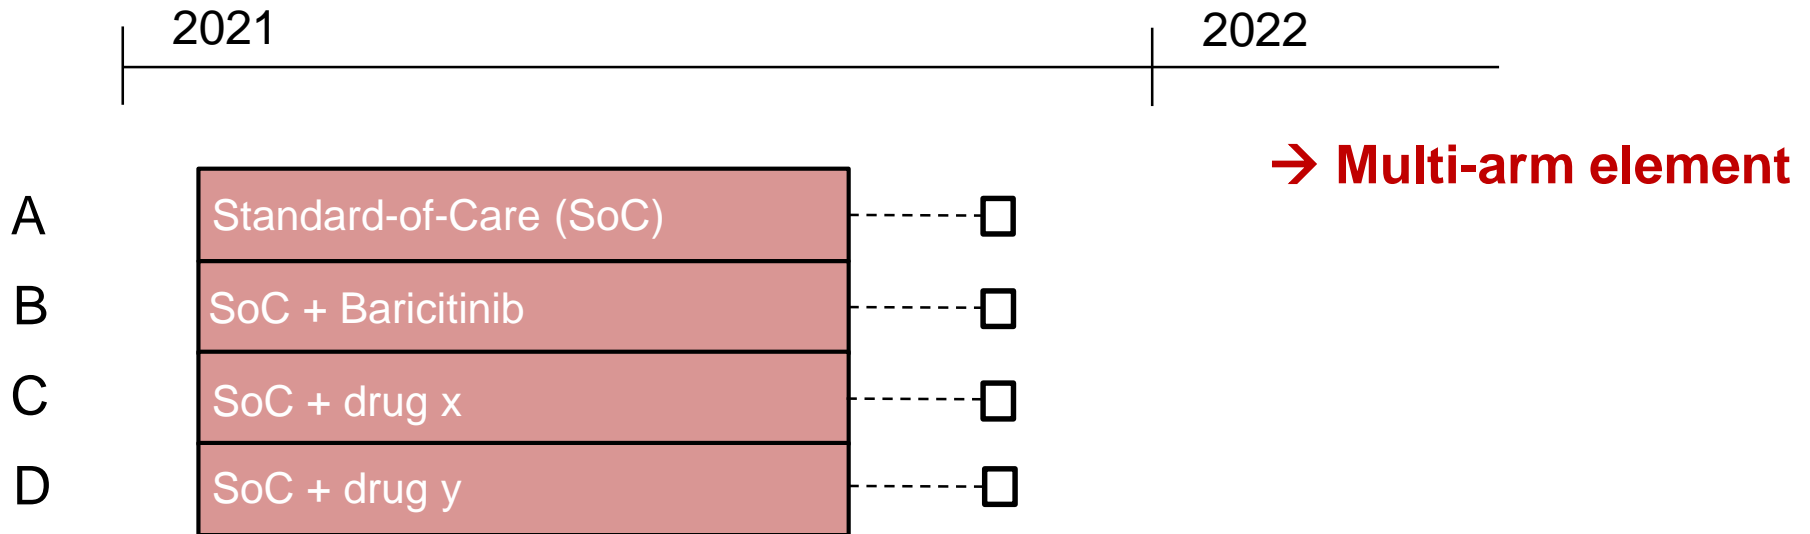 2021
2022
→ Multi-arm element
A
Standard-of-Care (SoC)
B
SoC + Baricitinib
C
SoC + drug x
D
SoC + drug y